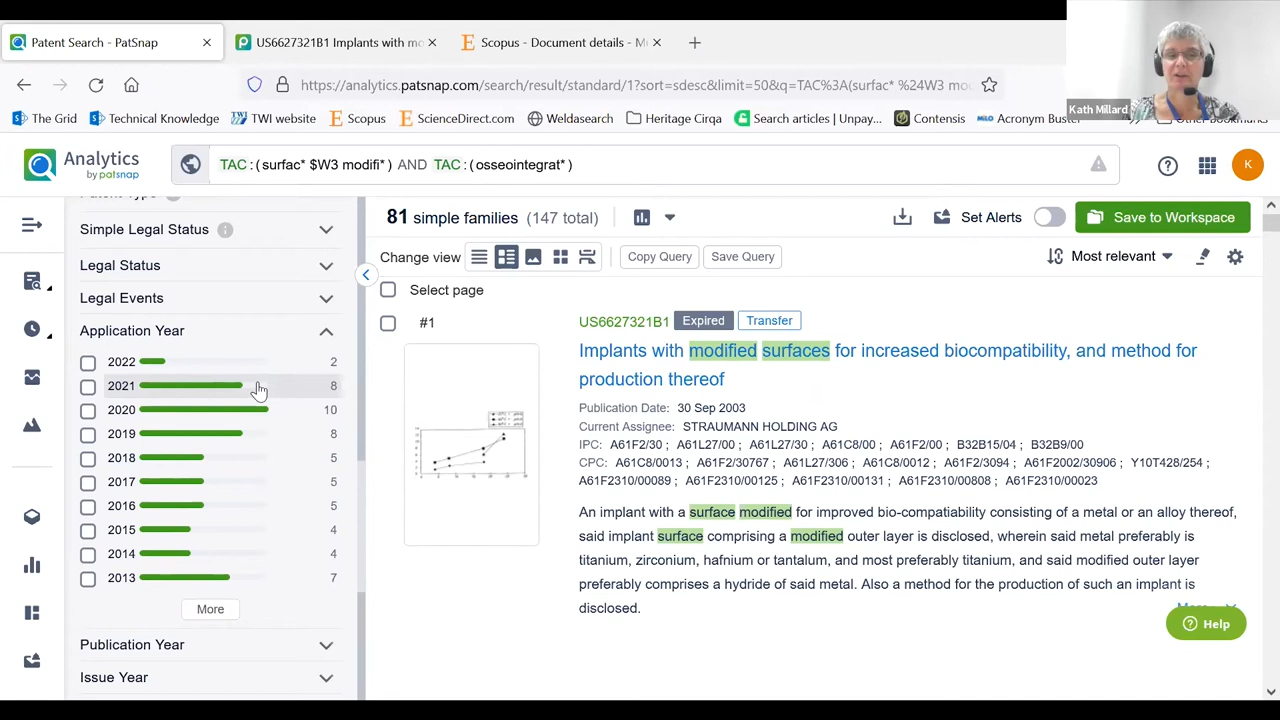 Patent Search - PatSnap
US6627321B1 Implants with mo
Scopus - Document details - M
https://analytics.patsnap.com/search/result/standard/1?sort=sdesc&limit=50&q=TAC%3A(surfac* %24W3 modi
Kath Millard
The Grid
Technical Knowledge
TWI website
Scop
ScienceDirect.com
Weldasearch
Heritage Cirqa
Search articles | Unpay...
Contensis
Acronym Buster
Other bookmarks
Analytics
by patsnap
TAC:(surfac* $W3 modifi*) AND TAC:(osseointegrat*)
K
Simple Legal Status
Legal Status
Legal Events
Application Year
2022 2
2021 8
2020 10
2019 8
2018 5
2017 5
2016 5
2015 4
2014 4
2013 7
More
Publication Year
Issue Year
81 simple families (147 total)
Set Alerts
Save to Workspace
Change view
Copy Query
Save Query
Most relevant
Select page
#1
US6627321B1 Expired Transfer
Implants with modified surfaces for increased biocompatibility, and method for
production thereof
Publication Date: 30 Sep 2003
Current Assignee: STRAUMANN HOLDING AG
IPC: A61F2/30 ; A61L27/00 ; A61L27/30 ; A61C8/00 ; A61F2/00 ; B32B15/04 ; B32B9/00
CPC: A61C8/0013 ; A61F2/30767 ; A61L27/306 ; A61C8/0012 ; A61F2/3094 ; A61F2002/30906 ; Y10T428/254 ;
A61F2310/00089 ; A61F2310/00125 ; A61F2310/00131 ; A61F2310/00808 ; A61F2310/00023
An implant with a surface modified for improved bio-compatiability consisting of a metal or an alloy thereof,
said implant surface comprising a modified outer layer is disclosed, wherein said metal preferably is
titanium, zirconium, hafnium or tantalum, and most preferably titanium, and said modified outer layer
preferably comprises a hydride of said metal. Also a method for the production of such an implant is
disclosed.
More
Help